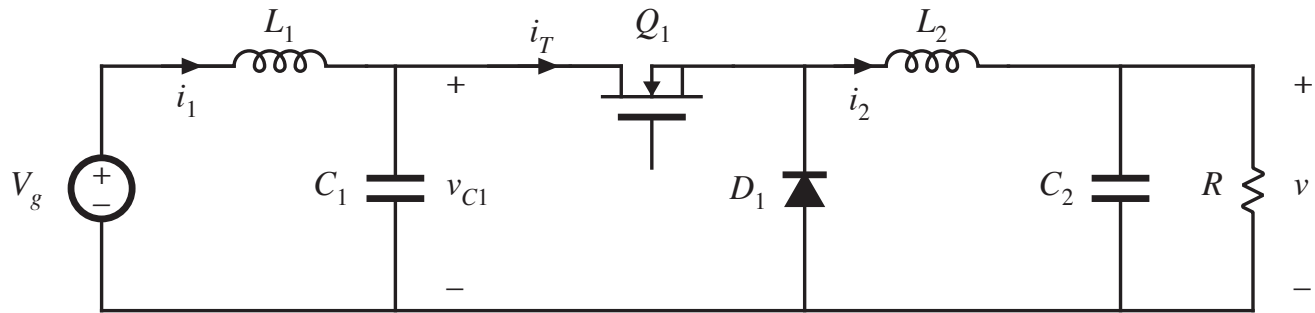 L1 iT Q1 L2
i1 + i2 +
Vg + − C1 vC1 D1 C2 R v
− −